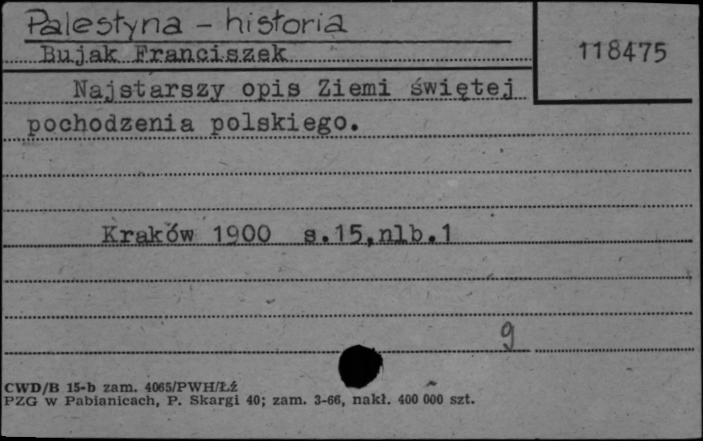 Palestyna - historia
Bujak Franciszek
118475
Najstarszy opis Ziemi świętej
pochodzenia polskiego.
Kraków 1900 s.15,nlb.1
g
CWD/B 15-b zam. 4065/PWH/Łź
PZG w Pabianicach, P. Skargi 40; zam. 3-66, nakł. 400 000 szt.